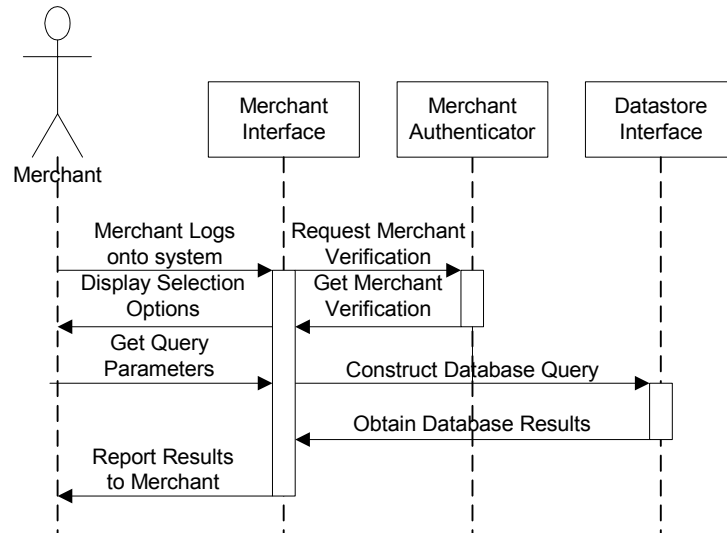 Merchant
Merchant
Interface
Merchant
Authenticator
Datastore
Interface
Merchant Logs
onto system
Request Merchant
Verification
Display Selection
Options
Get Merchant
Verification
Get Query
Parameters
Construct Database Query
Obtain Database Results
Report Results
to Merchant